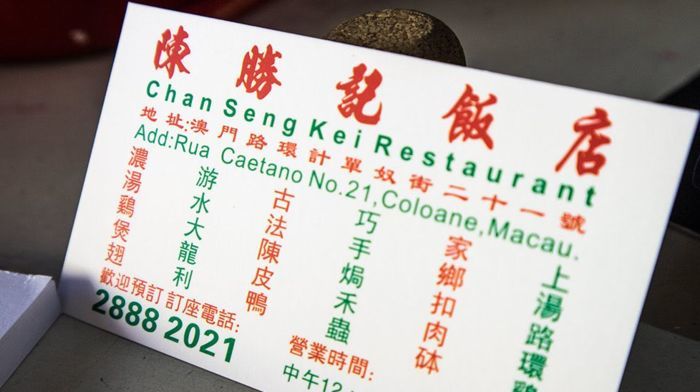 陳勝記飯店
Chan Seng Kei Restaurant
地址:澳門路環計單奴街二十一號
Add:Rua Caetano No.21,Coloane,Macau.
上湯路環
家鄉扣肉砵
巧手焗禾蟲
古法陳皮鴨
游水大龍利
濃湯雞煲翅
歡迎預訂 訂座電話:
2888 2021
營業時間:
中午12